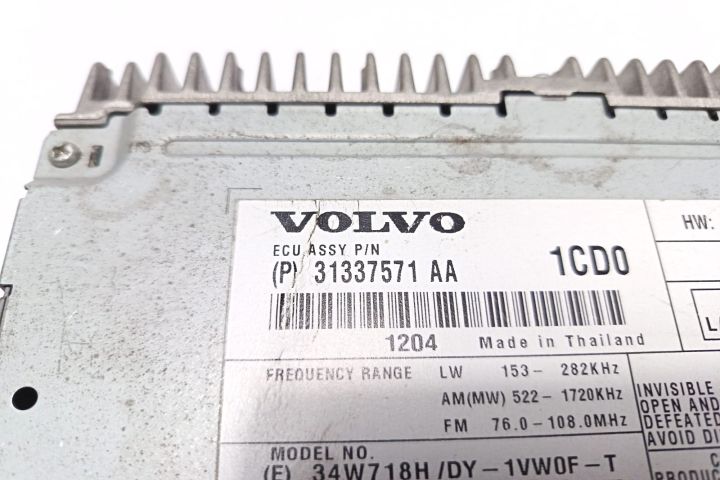 VOLVO
ECU ASSY P/N
(P) 31337571 AA 1CD0
1204 Made in Thailand
FREQUENCY RANGE LW 153- 282KHz
AM(MW) 522- 1720KHz
FM 76.0-108.0MHz
MODEL NO.
(E) 34W718H/DY-1VW0F-T
HW:
INVISIBLE
OPEN AND
DEFEATED
AVOID DI